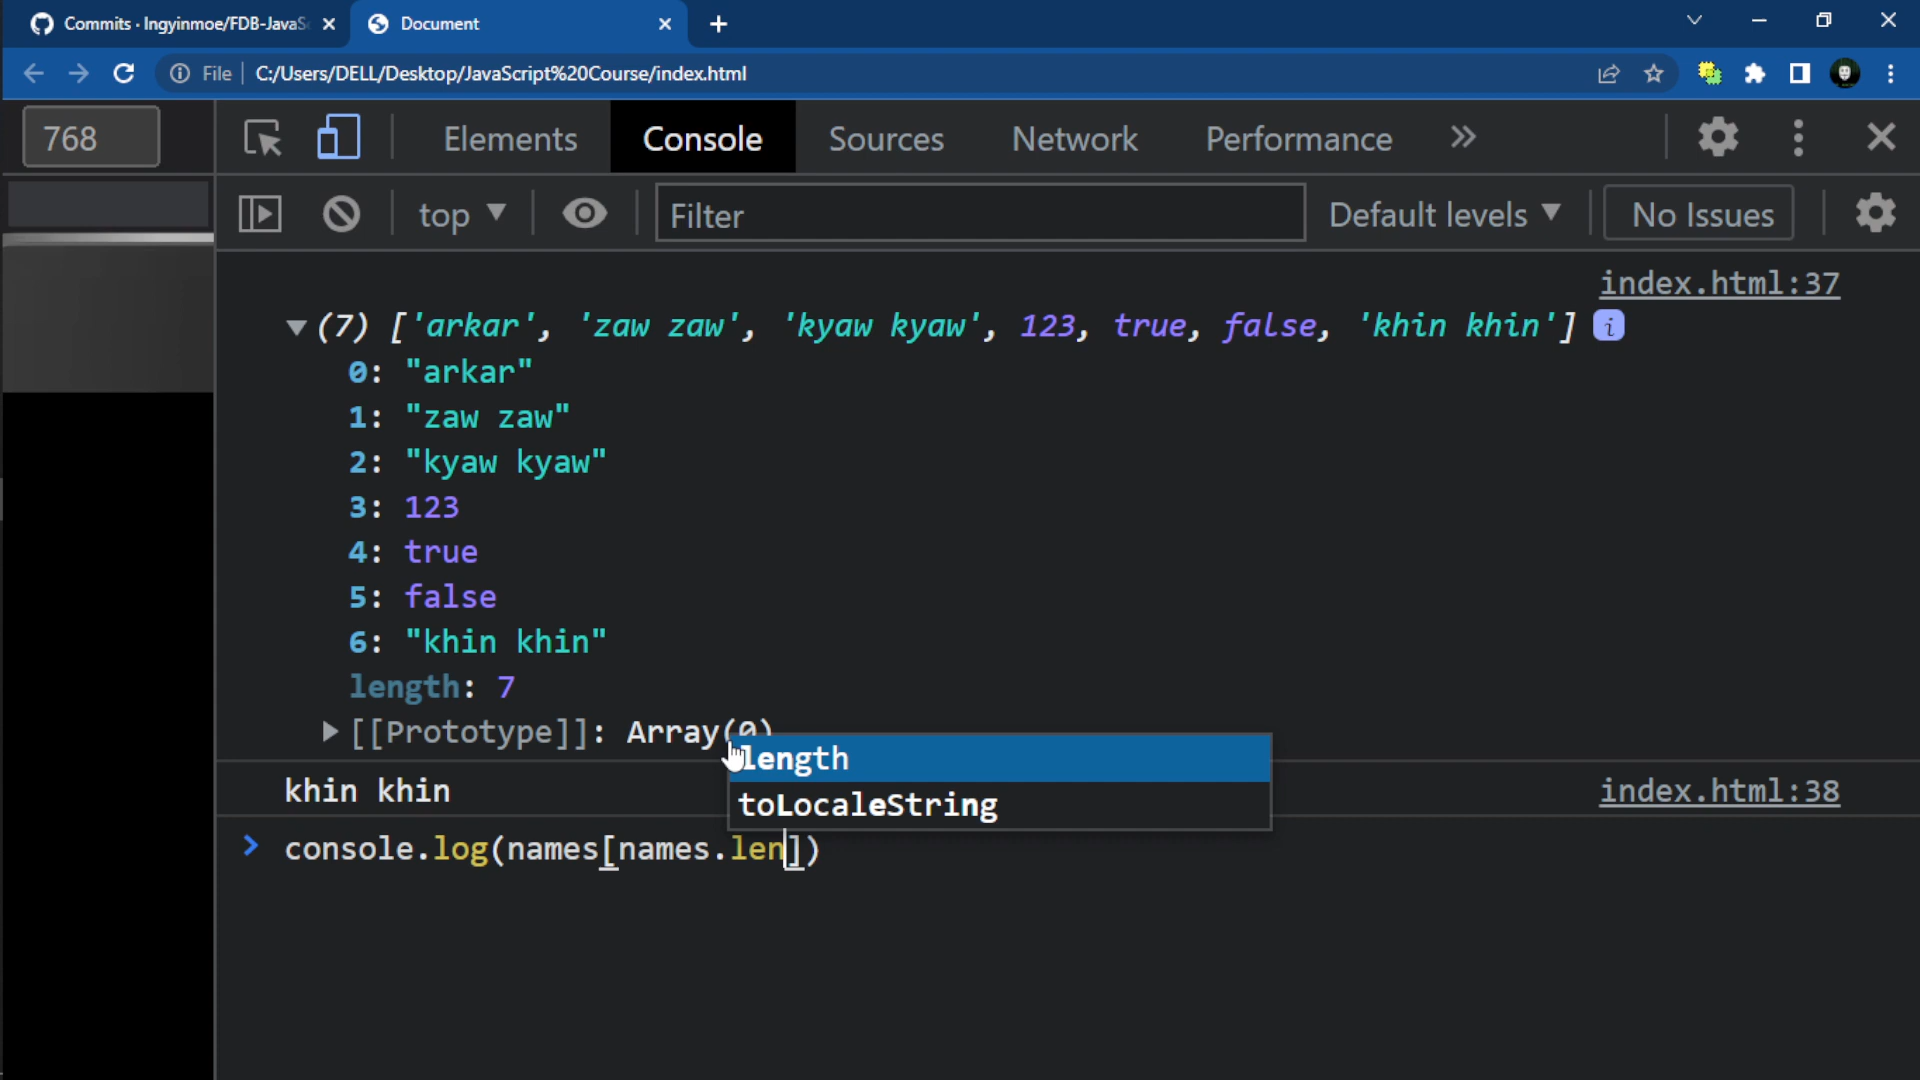 Commits · Ingyinmoe/FDB-JavaSc
Document
File
C:/Users/DELL/Desktop/JavaScript%20Course/index.html
768
Elements
Console
Sources
Network
Performance
top
Filter
Default levels
No Issues
index.html:37
(7) ['arkar', 'zaw zaw', 'kyaw kyaw', 123, true, false, 'khin khin'] i
0: "arkar"
1: "zaw zaw"
2: "kyaw kyaw"
3: 123
4: true
5: false
6: "khin khin"
length: 7
[[Prototype]]: Array(0)
length
toLocaleString
khin khin
index.html:38
> console.log(names[names.len])